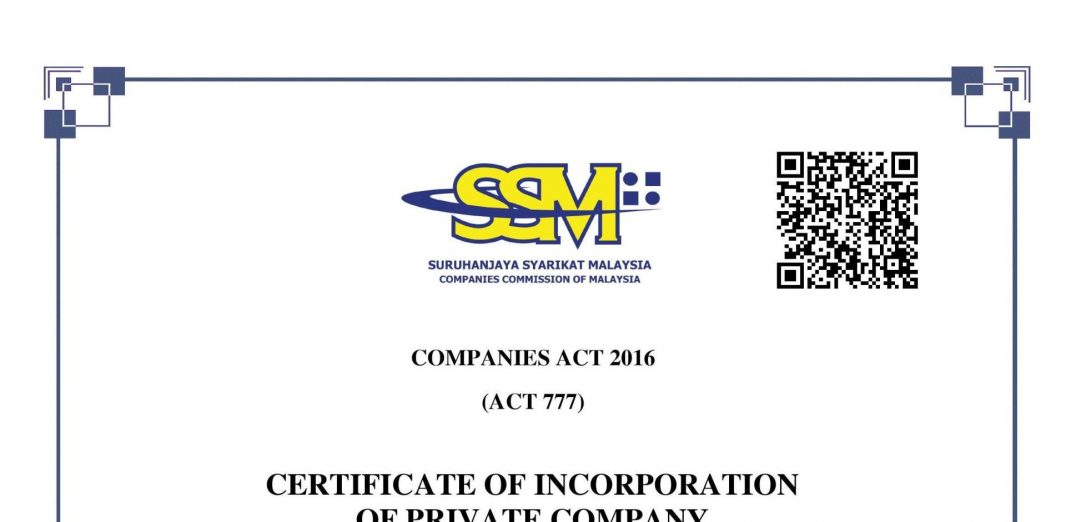 SSM
SURUHANJAYA SYARIKAT MALAYSIA
COMPANIES COMMISSION OF MALAYSIA
COMPANIES ACT 2016
(ACT 777)
CERTIFICATE OF INCORPORATION
OF PRIVATE COMPANY